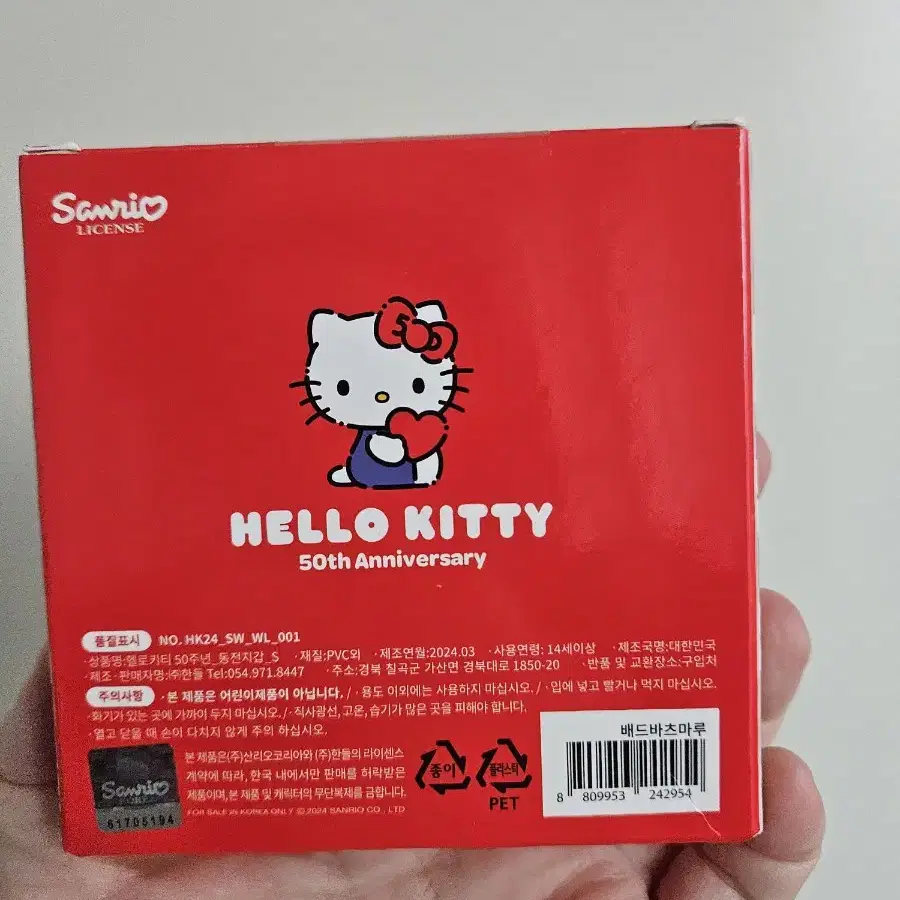 Sanrio
LICENSE
HELLO KITTY
50th Anniversary
품질표시 NO. HK24_SW_WL_001
·상품명:헬로키티 50주년_동전지갑_S ·재질:PVC외 ·제조연월:2024.03 ·사용연령: 14세이상 ·제조국명:대한민국
·제조·판매자명:㈜한들 Tel:054.971.8447 ·주소:경북 칠곡군 가산면 경북대로 1850-20 ·반품 및 교환장소:구입처
주의사항 ·본 제품은 어린이제품이 아닙니다. / ·용도 이외에는 사용하지 마십시오. / ·입에 넣고 빨거나 먹지 마십시오.
·화기가 있는 곳에 가까이 두지 마십시오. / ·직사광선, 고온, 습기가 많은 곳을 피해야 합니다.
·열고 닫을 때 손이 다치지 않게 주의 하십시오.
본 제품은(주)산리오코리아와 (주)한들의 라이센스
계약에 따라, 한국 내에서만 판매를 허락받은
제품이며, 본 제품 및 캐릭터의 무단복제를 금합니다.
FOR SALE IN KOREA ONLY © 2024 SANRIO CO., LTD
Sanrio
61705194
종이
플라스틱
PET
배드바츠마루
8 809953 242954